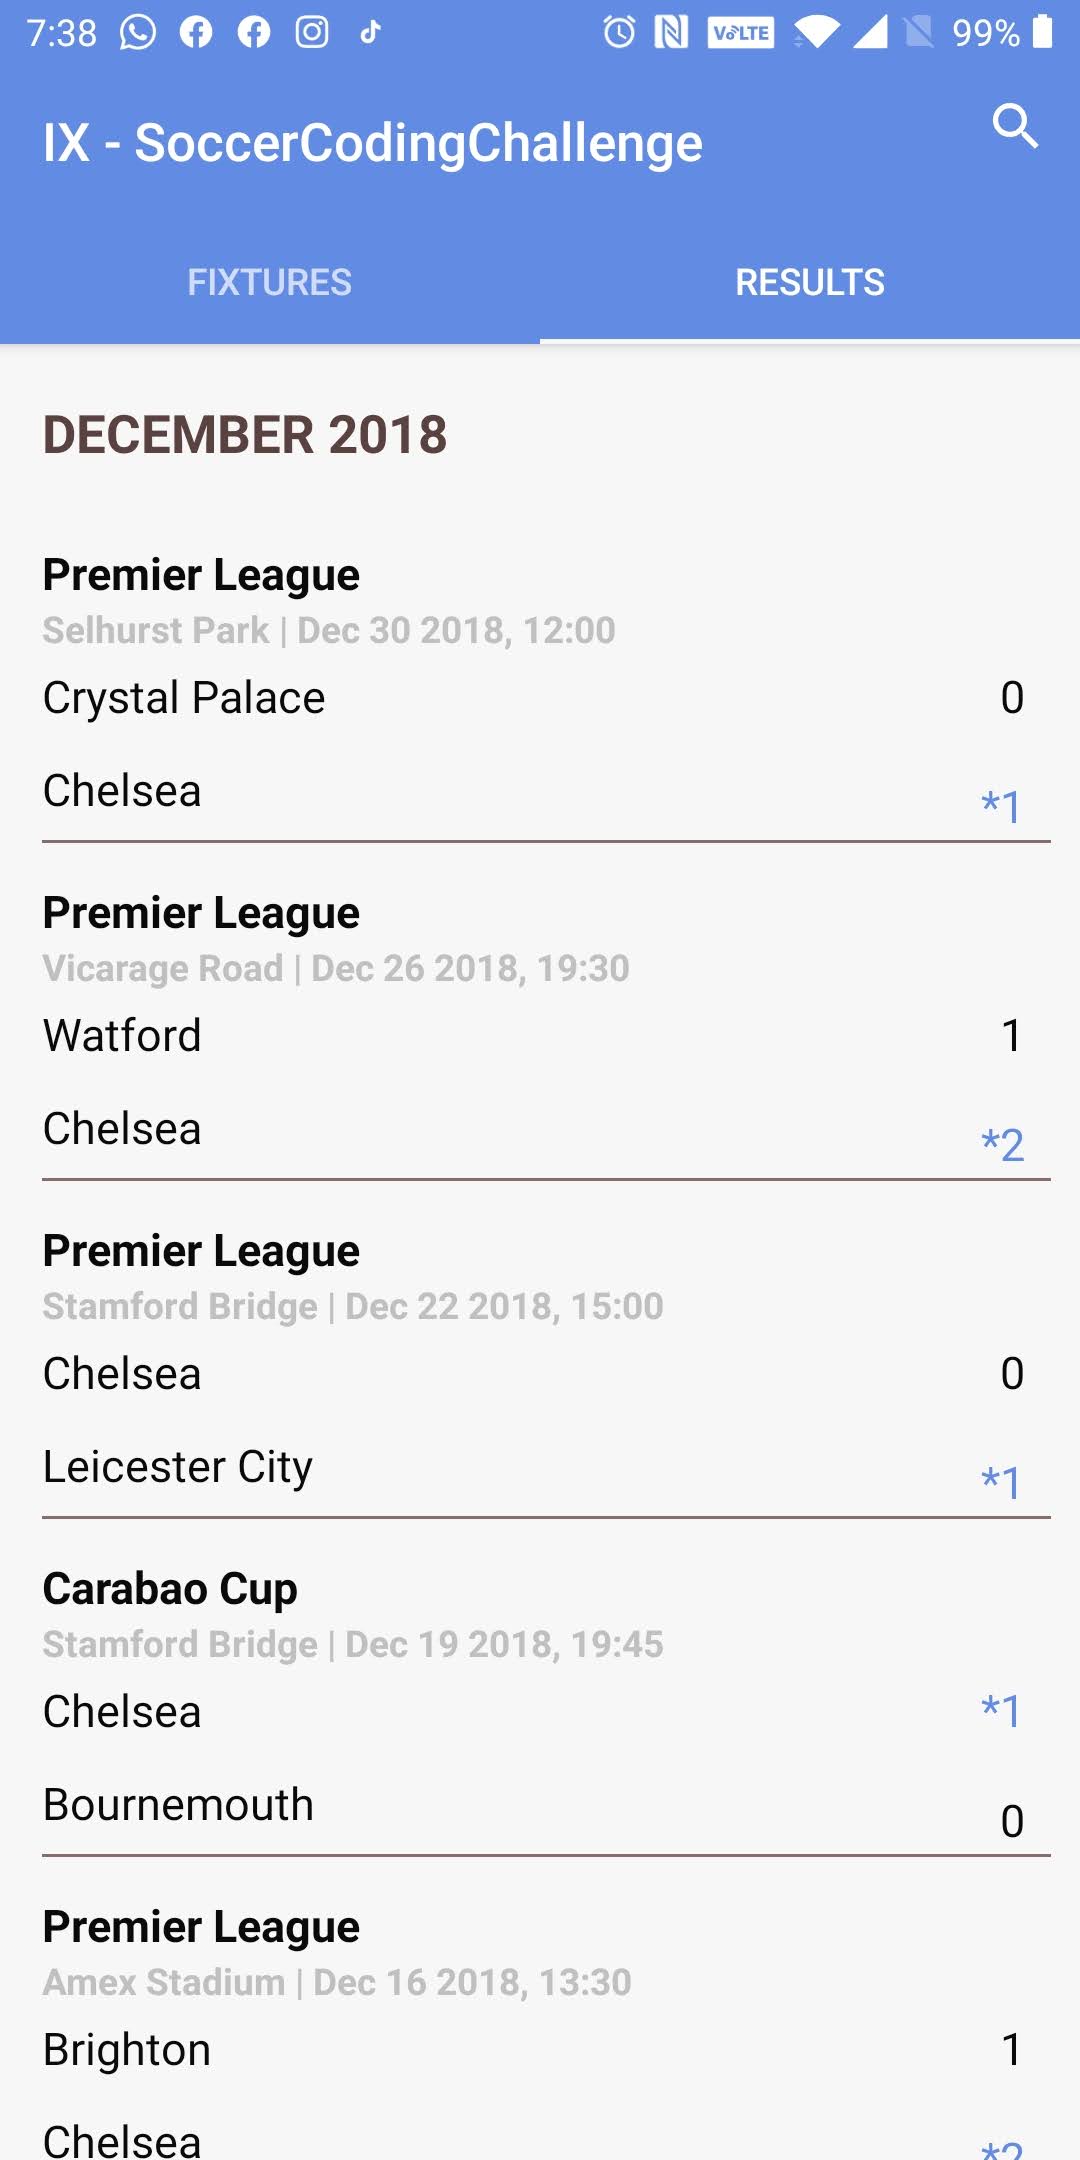 7:38 VoLTE 99%
IX - SoccerCodingChallenge
FIXTURES RESULTS
DECEMBER 2018
Premier League
Selhurst Park | Dec 30 2018, 12:00
Crystal Palace 0
Chelsea *1
Premier League
Vicarage Road | Dec 26 2018, 19:30
Watford 1
Chelsea *2
Premier League
Stamford Bridge | Dec 22 2018, 15:00
Chelsea 0
Leicester City *1
Carabao Cup
Stamford Bridge | Dec 19 2018, 19:45
Chelsea *1
Bournemouth 0
Premier League
Amex Stadium | Dec 16 2018, 13:30
Brighton 1
Chelsea *2